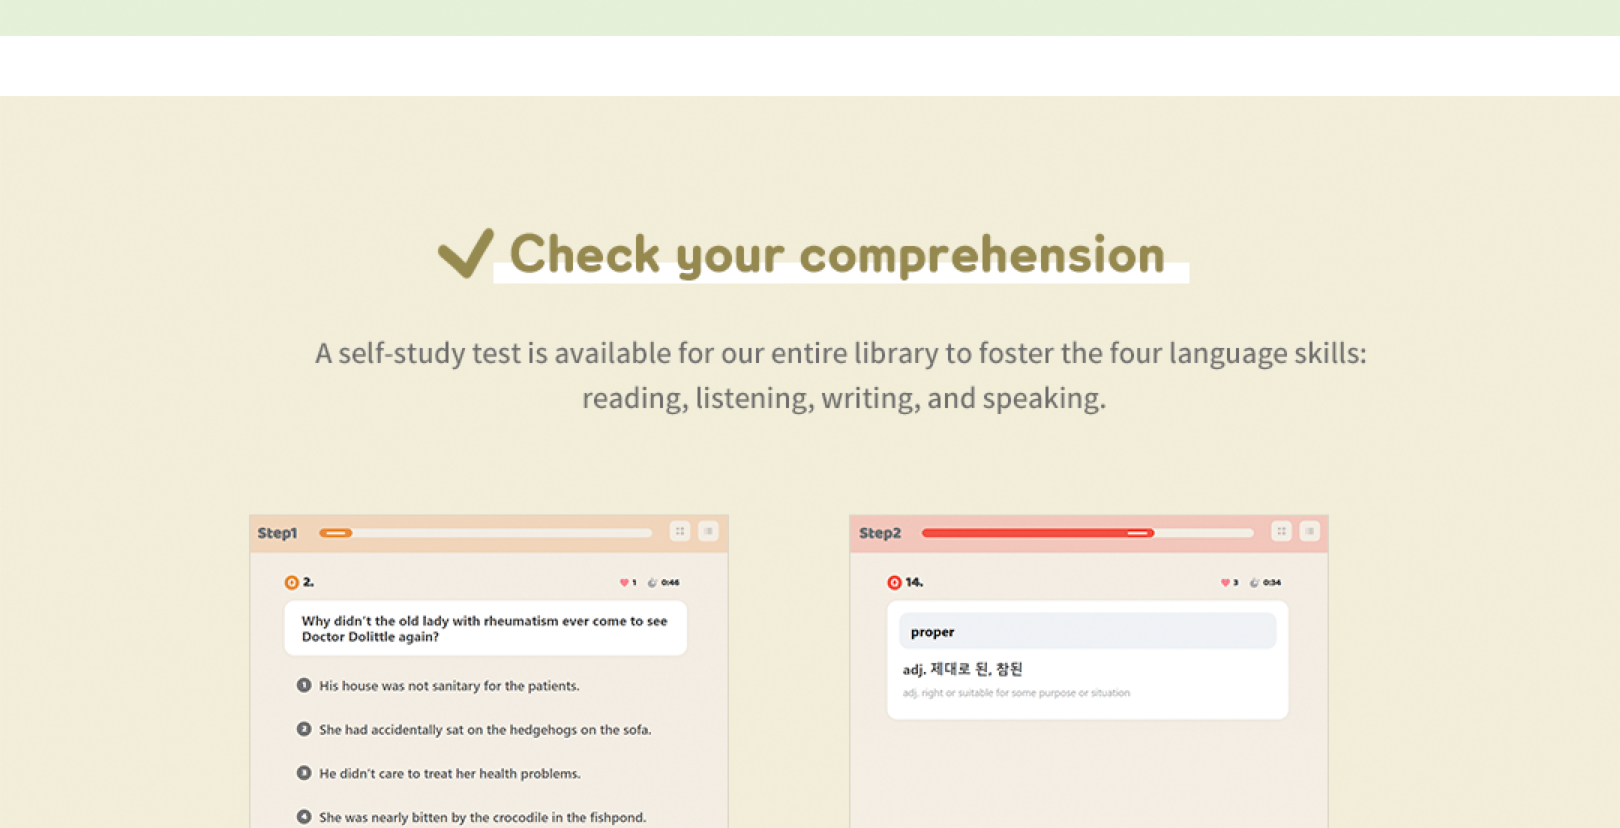 Check your comprehension
A self-study test is available for our entire library to foster the four language skills:
reading, listening, writing, and speaking.
Step1
2.
1
0:46
Why didn't the old lady with rheumatism ever come to see
Doctor Dolittle again?
1 His house was not sanitary for the patients.
2 She had accidentally sat on the hedgehogs on the sofa.
3 He didn't care to treat her health problems.
4 She was nearly bitten by the crocodile in the fishpond.
Step2
14.
3
0:34
proper
adj. 제대로 된, 참된
adj. right or suitable for some purpose or situation